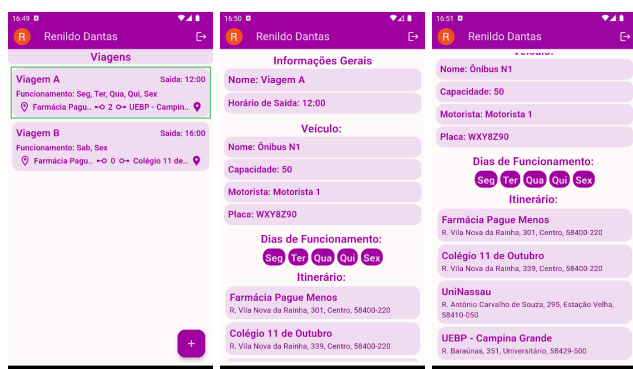 16:49
R Renildo Dantas
Viagens
Viagem A Saída: 12:00
Funcionamento: Seg, Ter, Qua, Qui, Sex
Farmácia Pagu.. 2 UEBP - Campin..
Viagem B Saída: 16:00
Funcionamento: Sab, Sex
Farmácia Pagu.. 0 Colégio 11 de..
+
16:50
R Renildo Dantas
Informações Gerais
Nome: Viagem A
Horário de Saída: 12:00
Veículo:
Nome: Ônibus N1
Capacidade: 50
Motorista: Motorista 1
Placa: WXY8Z90
Dias de Funcionamento:
Seg Ter Qua Qui Sex
Itinerário:
Farmácia Pague Menos
R. Vila Nova da Rainha, 301, Centro, 58400-220
Colégio 11 de Outubro
R. Vila Nova da Rainha, 339, Centro, 58400-220
16:51
R Renildo Dantas
Nome: Ônibus N1
Capacidade: 50
Motorista: Motorista 1
Placa: WXY8Z90
Dias de Funcionamento:
Seg Ter Qua Qui Sex
Itinerário:
Farmácia Pague Menos
R. Vila Nova da Rainha, 301, Centro, 58400-220
Colégio 11 de Outubro
R. Vila Nova da Rainha, 339, Centro, 58400-220
UniNassau
R. Antônio Carvalho de Souza, 295, Estação Velha,
58410-050
UEBP - Campina Grande
R. Baraúnas, 351, Universitário, 58429-500